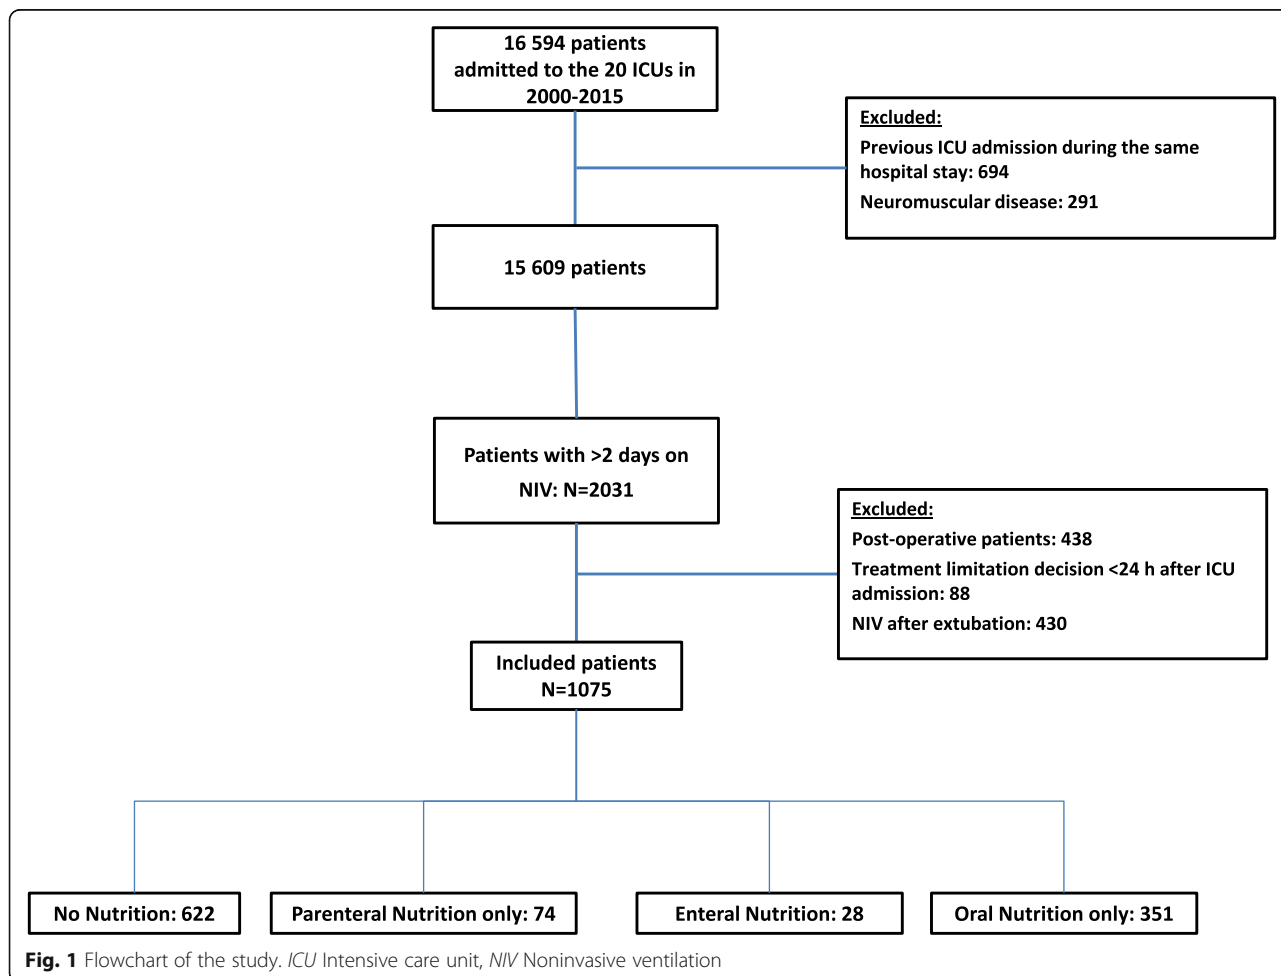 16 594 patients
admitted to the 20 ICUs in
2000-2015
Excluded:
Previous ICU admission during the same
hospital stay: 694
Neuromuscular disease: 291
15 609 patients
Patients with >2 days on
NIV: N=2031
Excluded:
Post-operative patients: 438
Treatment limitation decision <24 h after ICU
admission: 88
NIV after extubation: 430
Included patients
N=1075
No Nutrition: 622
Parenteral Nutrition only: 74
Enteral Nutrition: 28
Oral Nutrition only: 351
Fig. 1 Flowchart of the study. ICU Intensive care unit, NIV Noninvasive ventilation